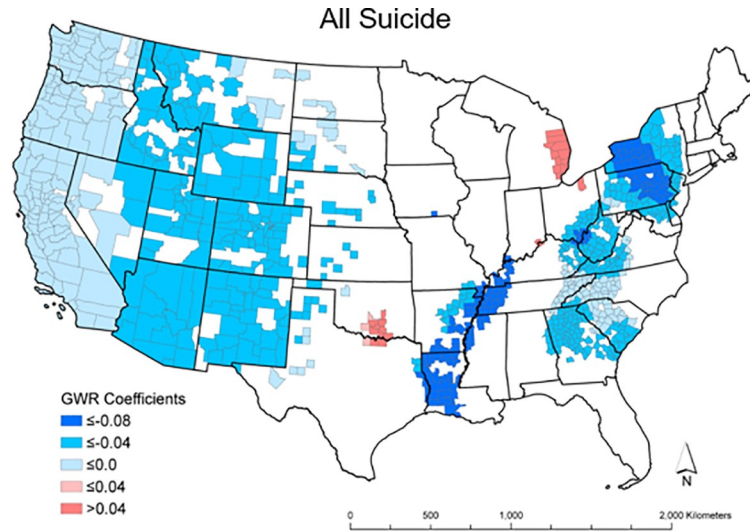 All Suicide
GWR Coefficients
≤-0.08
≤-0.04
≤0.0
≤0.04
>0.04
N
0 500 1,000 2,000 Kilometers